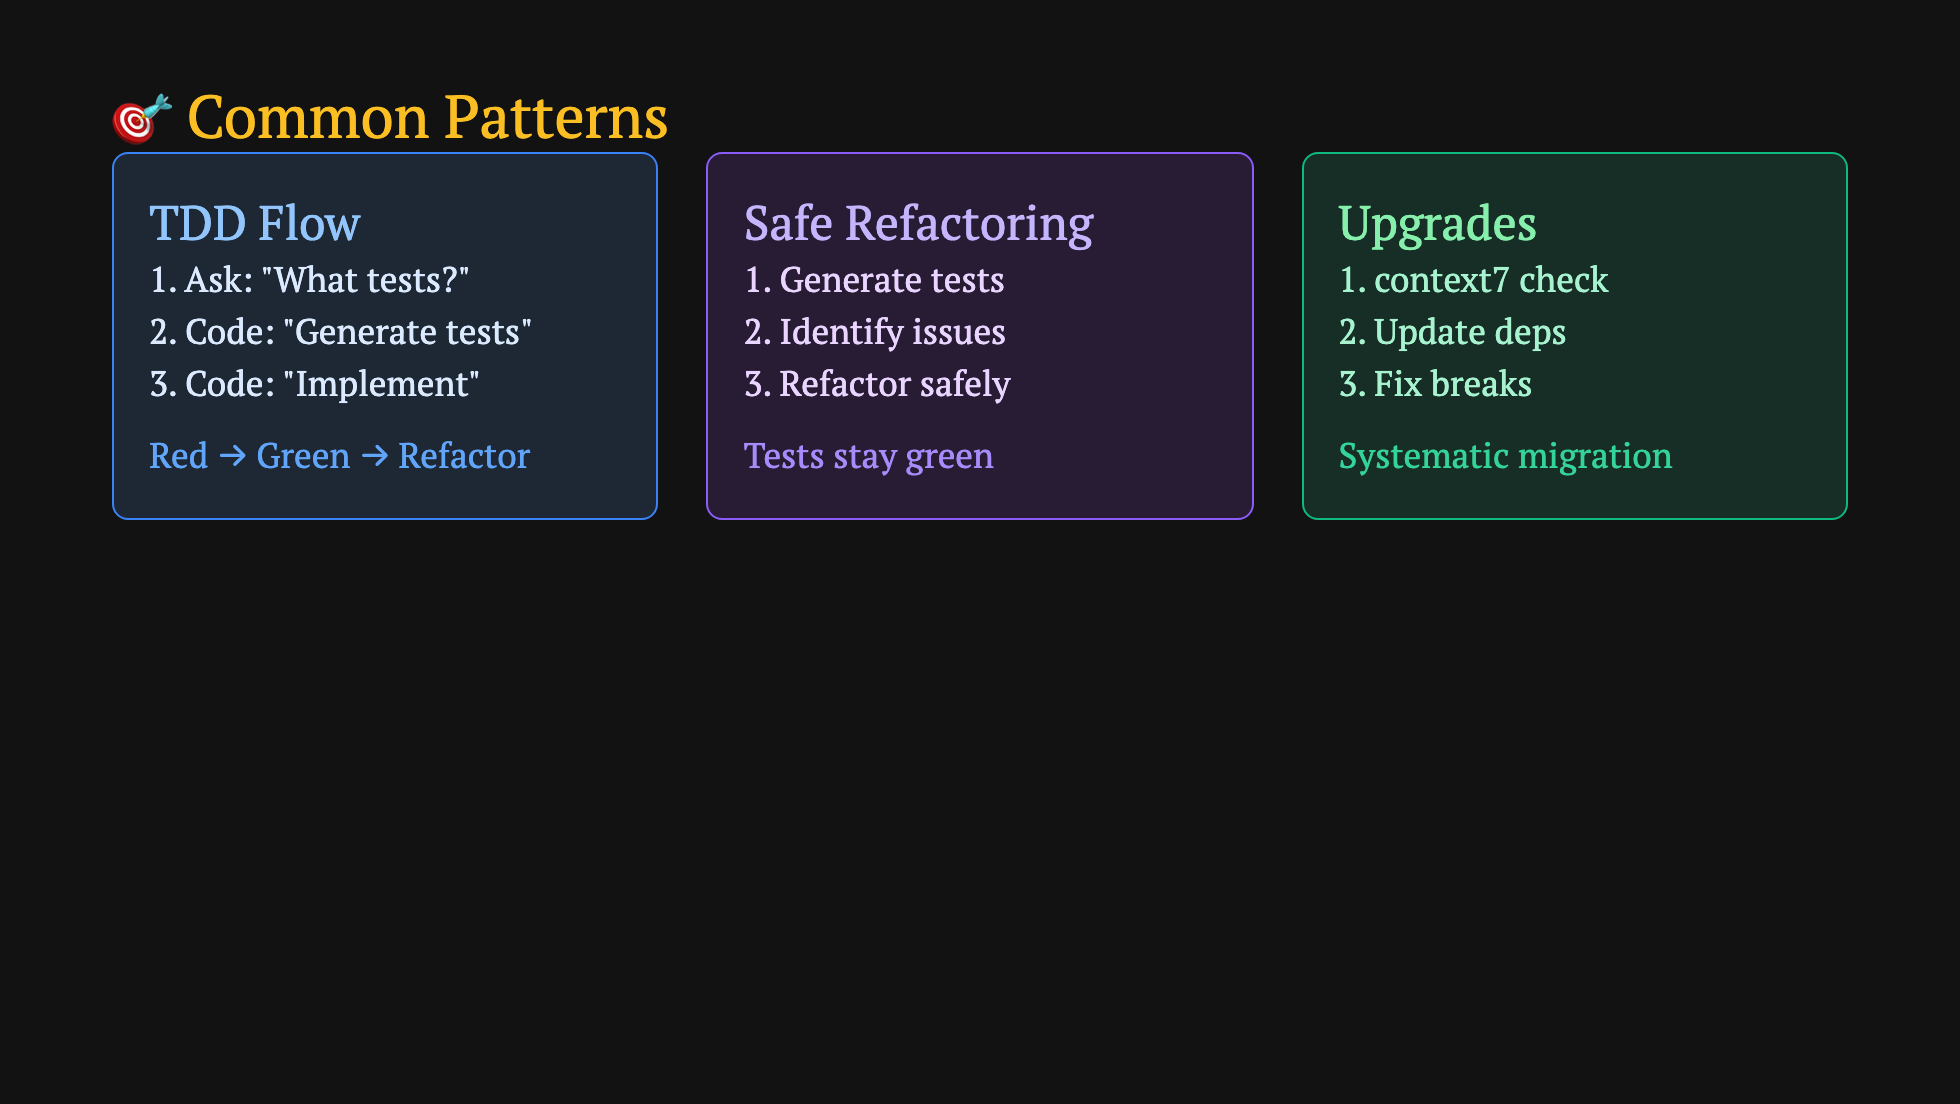 🎯 Common Patterns
TDD Flow
1. Ask: "What tests?"
2. Code: "Generate tests"
3. Code: "Implement"
Red → Green → Refactor
Safe Refactoring
1. Generate tests
2. Identify issues
3. Refactor safely
Tests stay green
Upgrades
1. context7 check
2. Update deps
3. Fix breaks
Systematic migration